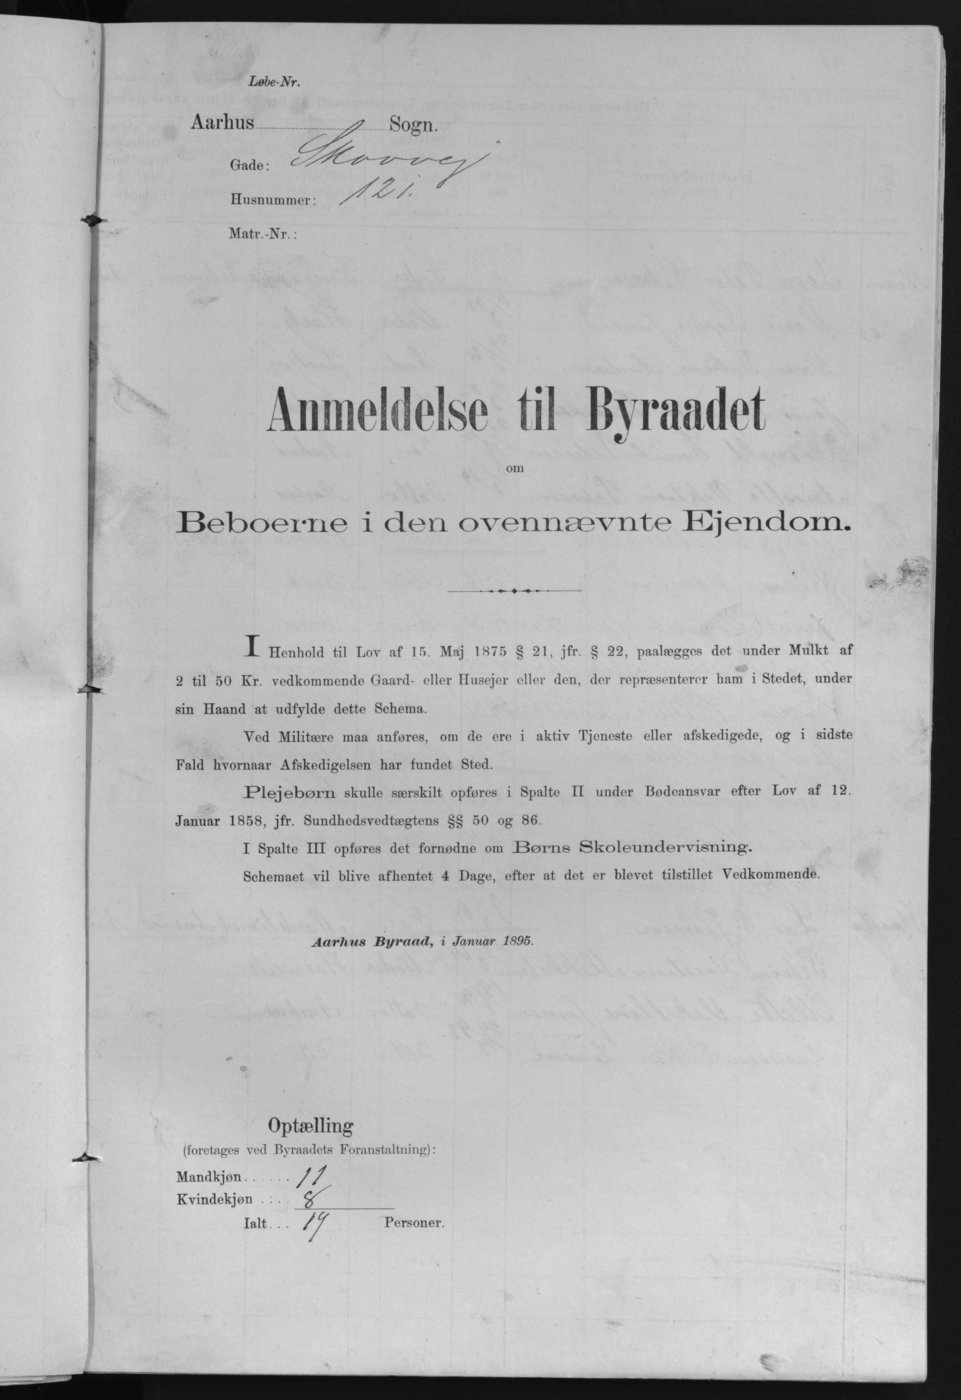 Løbe-Nr.
Aarhus Sogn.
Gade: Skovvej
Husnummer: 12 i.
Matr.-Nr.:
Anmeldelse til Byraadet
om
Beboerne i den ovennævnte Ejendom.
I Henhold til Lov af 15. Maj 1875 § 21, jfr. § 22, paalægges det under Mulkt af
2 til 50 Kr. vedkommende Gaard- eller Husejer eller den, der repræsenterer ham i Stedet, under
sin Haand at udfylde dette Schema.
Ved Militære maa anføres, om de ere i aktiv Tjeneste eller afskedigede, og i sidste
Fald hvornaar Afskedigelsen har fundet Sted.
Plejebørn skulle særskilt opføres i Spalte II under Bødeansvar efter Lov af 12.
Januar 1858, jfr. Sundhedsvedtægtens §§ 50 og 86.
I Spalte III opføres det fornødne om Børns Skoleundervisning.
Schemaet vil blive afhentet 4 Dage, efter at det er blevet tilstillet Vedkommende.
Aarhus Byraad, i Januar 1895.
Optælling
(foretages ved Byraadets Foranstaltning):
Mandkjøn 11
Kvindekjøn 8
Ialt 19 Personer.